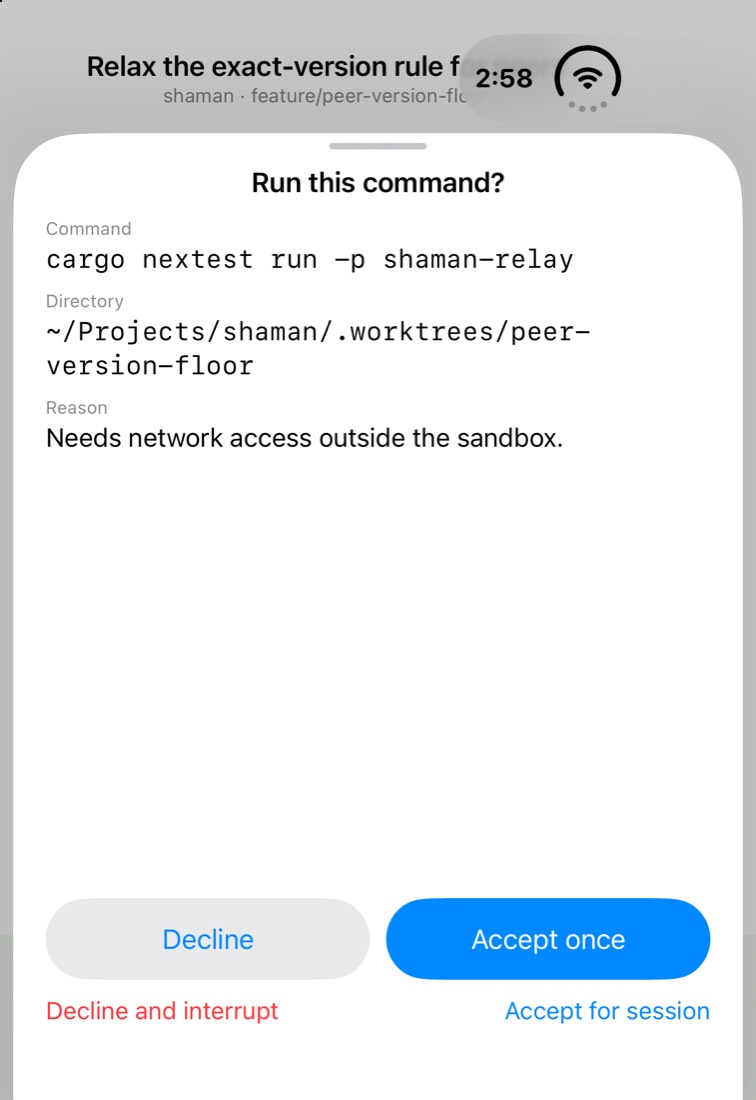 Relax the exact-version rule f
2:58
shaman · feature/peer-version-flo
Run this command?
Command
cargo nextest run -p shaman-relay
Directory
~/Projects/shaman/.worktrees/peer-
version-floor
Reason
Needs network access outside the sandbox.
Decline
Accept once
Decline and interrupt
Accept for session